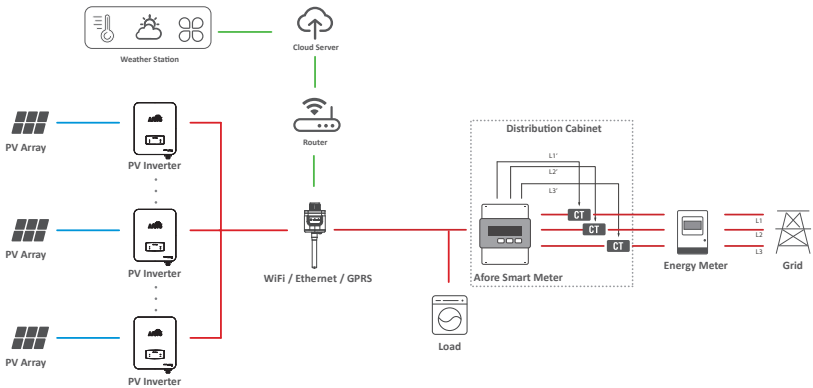 Weather Station
Cloud Server
Router
Distribution Cabinet
L1'
L2'
L3'
PV Array
PV Inverter
PV Array
PV Inverter
PV Array
PV Inverter
WiFi / Ethernet / GPRS
Load
CT
CT
CT
Afore Smart Meter
Energy Meter
L1
L2
L3
Grid